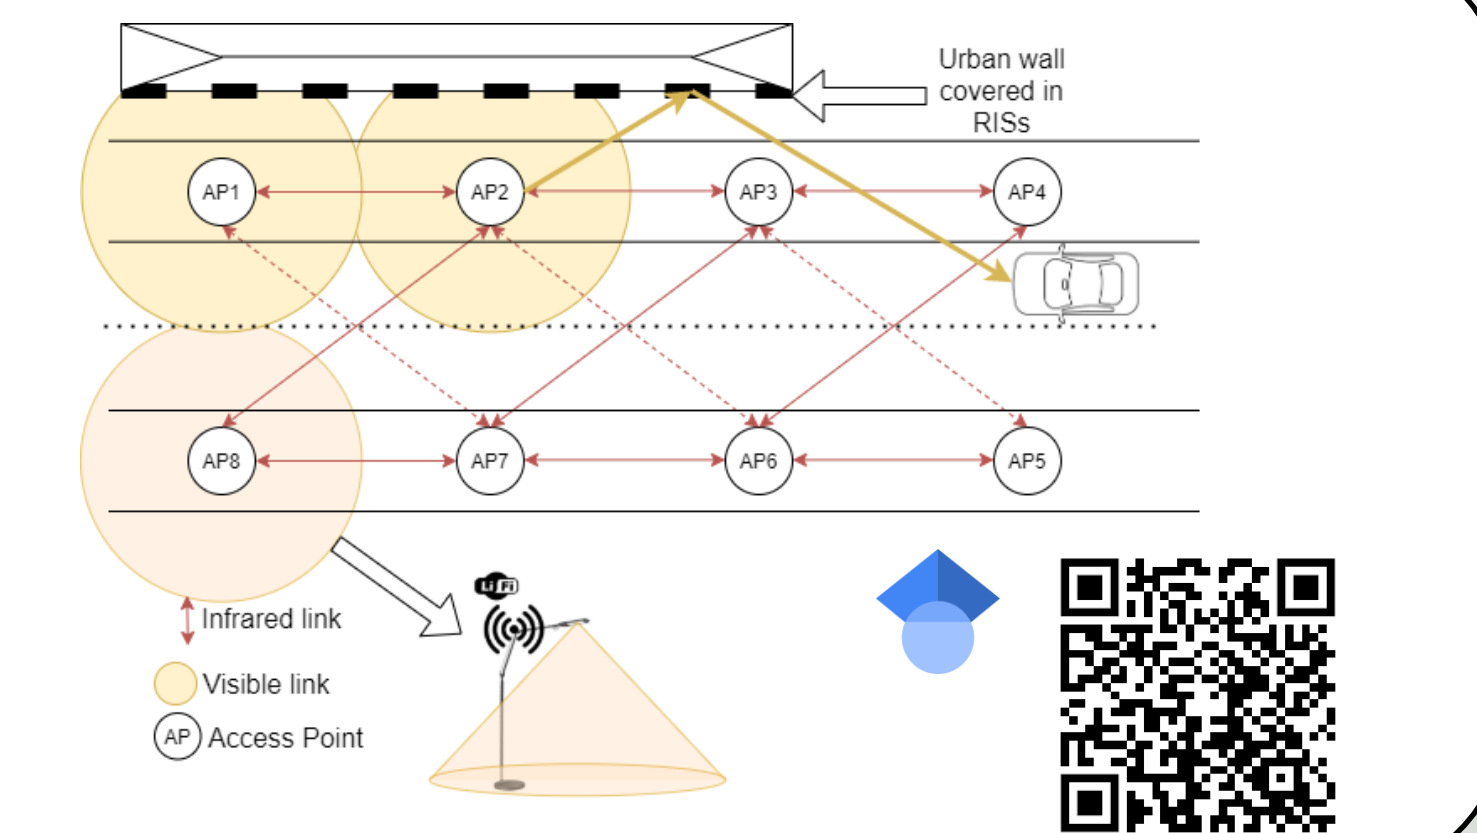 Urban wall
covered in
RISs
AP1
AP2
AP3
AP4
AP8
AP7
AP6
AP5
Infrared link
Visible link
AP
Access Point
Li Fi